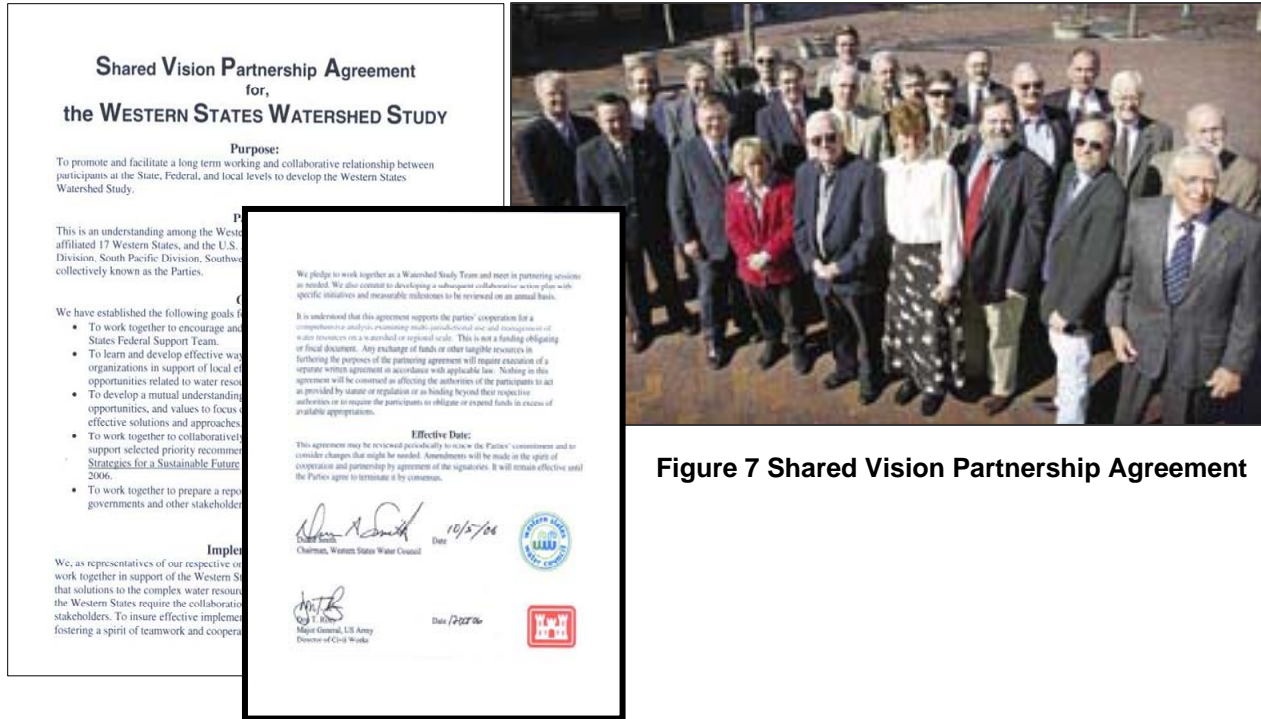 Shared Vision Partnership Agreement
for,
the WESTERN STATES WATERSHED STUDY
Purpose:
To promote and facilitate a long term working and collaborative relationship between
participants at the State, Federal, and local levels to develop the Western States
Watershed Study.
This is an understanding among the Weste
affiliated 17 Western States, and the U.S.
Division, South Pacific Division, Southwe
collectively known as the Parties.
We have established the following goals f
• To work together to encourage and
States Federal Support Team.
• To learn and develop effective way
organizations in support of local ef
opportunities related to water resou
• To develop a mutual understanding
opportunities, and values to focus
effective solutions and approaches
• To work together to collaboratively
support selected priority recommen
Strategies for a Sustainable Future
2006.
• To work together to prepare a repo
governments and other stakeholder
Imple
We, as representatives of our respective or
work together in support of the Western St
that solutions to the complex water resour
the Western States require the collaboratio
stakeholders. To insure effective implemen
fostering a spirit of teamwork and coopera
We pledge to work together as a Watershed Study Team and meet in partnering sessions
as needed. We also commit to developing a subsequent collaborative action plan with
specific initiatives and measurable milestones to be reviewed on an annual basis.
It is understood that this agreement supports the parties' cooperation for a
comprehensive analysis examining multi-jurisdictional use and management of
water resources on a watershed or regional scale. This is not a funding obligating
or fiscal document. Any exchange of funds or other tangible resources in
furthering the purposes of the partnering agreement will require execution of a
separate written agreement in accordance with applicable law. Nothing in this
agreement will be construed as affecting the authorities of the participants to act
as provided by statute or regulation or as binding beyond their respective
authorities or to require the participants to obligate or expend funds in excess of
available appropriations.
Effective Date:
This agreement may be reviewed periodically to renew the Parties' commitment and to
consider changes that might be needed. Amendments will be made in the spirit of
cooperation and partnership by agreement of the signatories. It will remain effective until
the Parties agree to terminate it by consensus.
10/5/06
Smith Date
Chairman, Western States Water Council
western states
water council
Date
T.
Major General, US Army
Director of Civil Works
Figure 7 Shared Vision Partnership Agreement